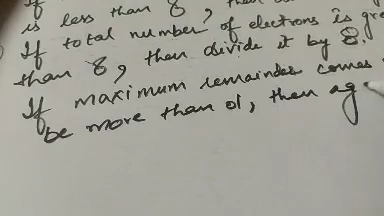 is less than 8, then
If total number of electrons is
than 8, then divide it by 8.
If maximum remainder comes
be more than 01, then ag